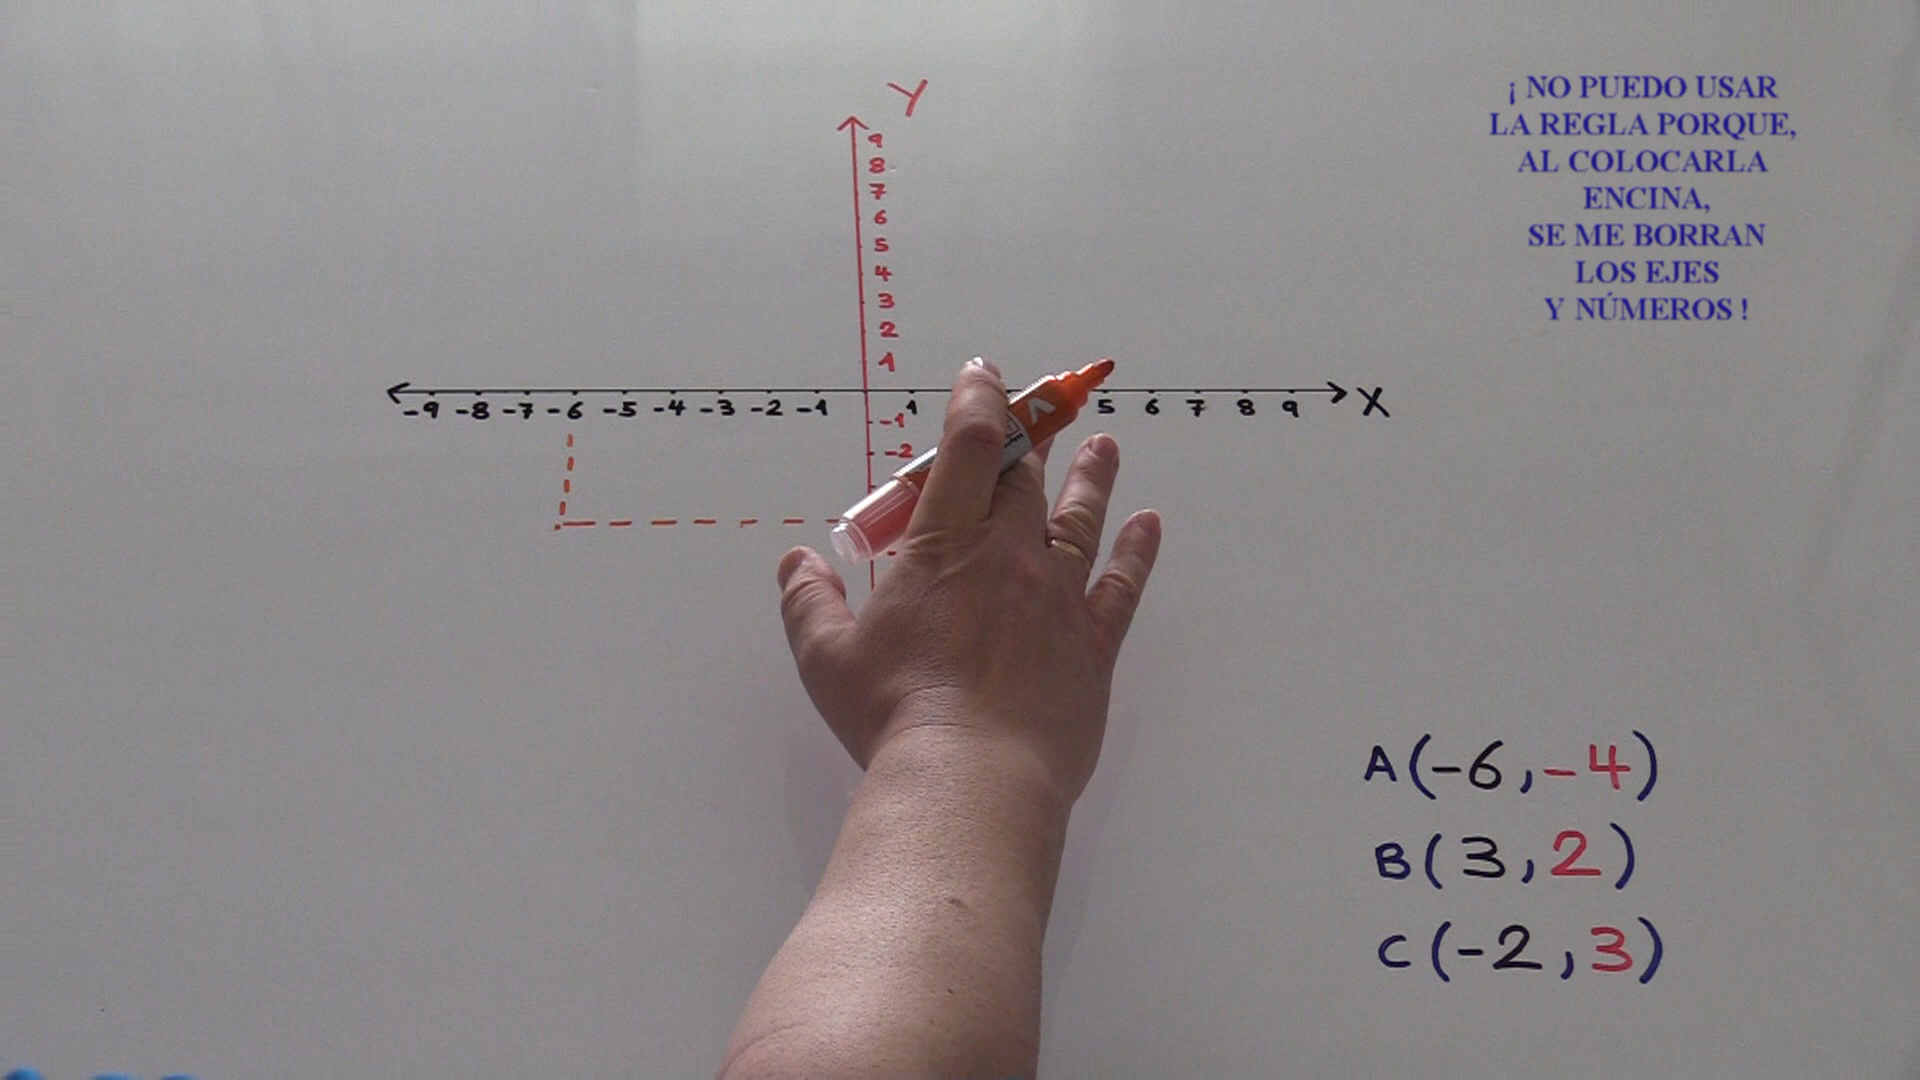 ¡ NO PUEDO USAR
LA REGLA PORQUE,
AL COLOCARLA
ENCINA,
SE ME BORRAN
LOS EJES
Y NÚMEROS !
Y
9
8
7
6
5
4
3
2
1
-9 -8 -7 -6 -5 -4 -3 -2 -1 1 5 6 7 8 9 X
-1
-2
A(-6,-4)
B(3,2)
C(-2,3)